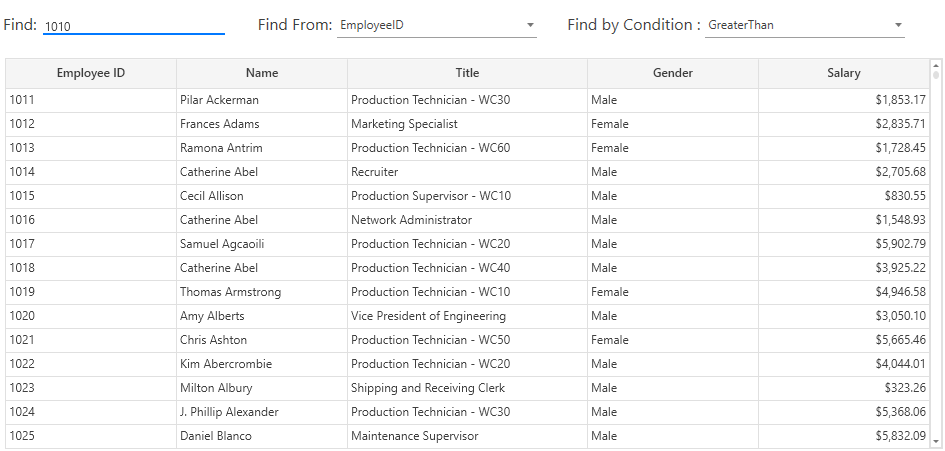 Find: 1010 Find From: EmployeeID Find by Condition : GreaterThan
Employee ID Name Title Gender Salary
1011 Pilar Ackerman Production Technician - WC30 Male $1,853.17
1012 Frances Adams Marketing Specialist Female $2,835.71
1013 Ramona Antrim Production Technician - WC60 Female $1,728.45
1014 Catherine Abel Recruiter Male $2,705.68
1015 Cecil Allison Production Supervisor - WC10 Male $830.55
1016 Catherine Abel Network Administrator Male $1,548.93
1017 Samuel Agcaoili Production Technician - WC20 Male $5,902.79
1018 Catherine Abel Production Technician - WC40 Male $3,925.22
1019 Thomas Armstrong Production Technician - WC10 Female $4,946.58
1020 Amy Alberts Vice President of Engineering Male $3,050.10
1021 Chris Ashton Production Technician - WC50 Female $5,665.46
1022 Kim Abercrombie Production Technician - WC20 Male $4,044.01
1023 Milton Albury Shipping and Receiving Clerk Male $323.26
1024 J. Phillip Alexander Production Technician - WC30 Male $5,368.06
1025 Daniel Blanco Maintenance Supervisor Male $5,832.09